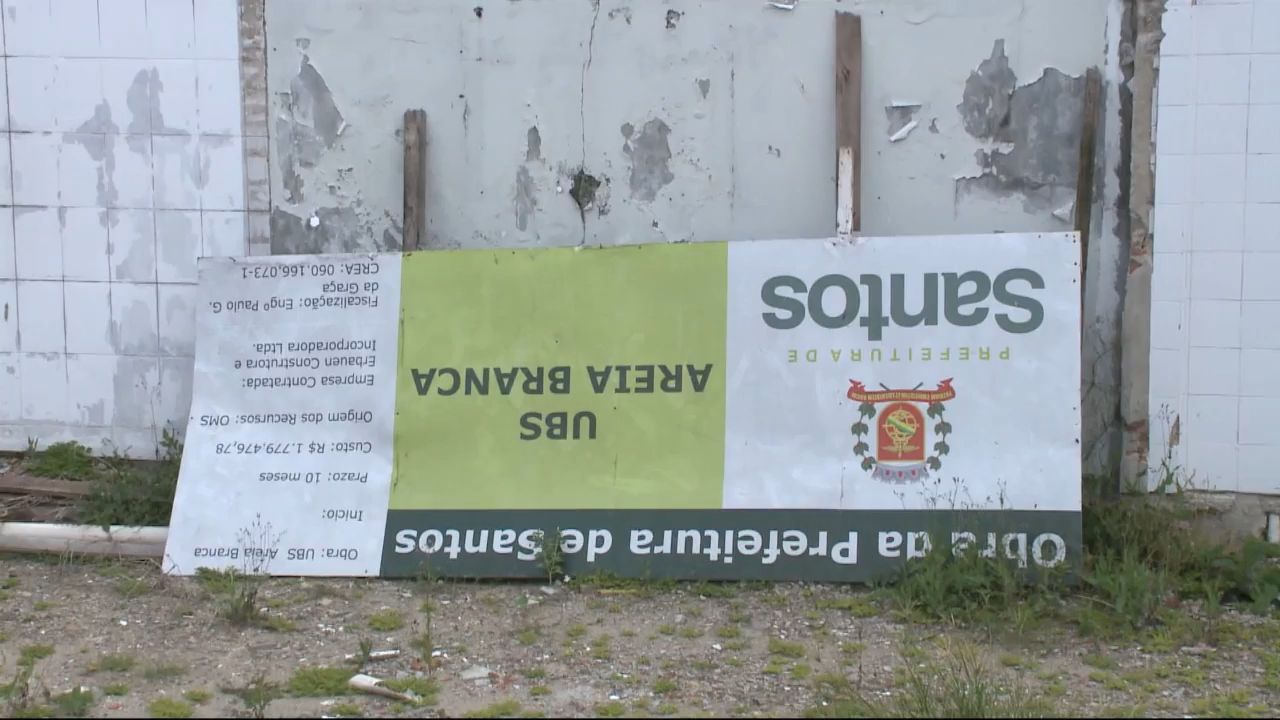 Obra da Prefeitura de Santos
PREFEITURA DE
Santos
UBS
AREIA BRANCA
Obra: UBS Areia Branca
Inicio:
Prazo: 10 meses
Custo: R$ 1.779.476,78
Origem dos Recursos: OMS
Empresa Contratada:
Erbauen Construtora e
Incorporadora Ltda.
Fiscalização: Engº Paulo G.
da Graça
CREA: 060.166.073-1